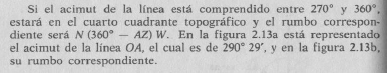 Si el acimut de la línea está comprendido entre 270° y 360°,
estará en el cuarto cuadrante topográfico y el rumbo correspon-
diente será N (360° — AZ) W. En la figura 2.13a está representado
el acimut de la línea OA, el cual es de 290° 29′, y en la figura 2.13b,
su rumbo correspondiente.